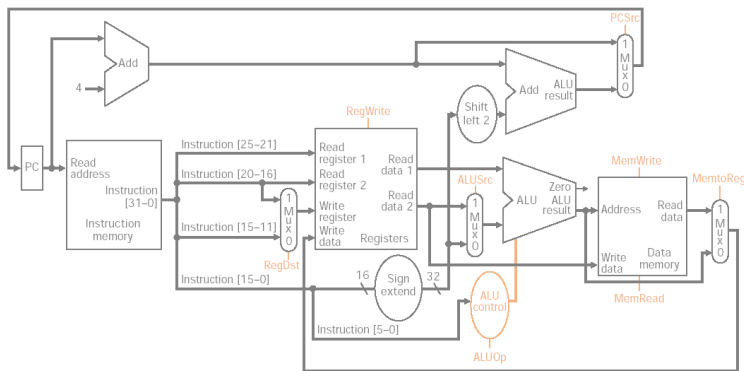 PCSrc
1
M
u
x
0
Add
4
Add
ALU
result
Shift
left 2
RegWrite
PC
Read
address
Instruction
[31–0]
Instruction
memory
Instruction [25–21]
Instruction [20–16]
Instruction [15–11]
Instruction [15–0]
1
M
u
x
0
RegDst
Read
register 1
Read
register 2
Write
register
Write
data
Read
data 1
Read
data 2
Registers
ALUSrc
1
M
u
x
0
Zero
ALU
ALU
result
MemWrite
Address
Read
data
Write
data
Data
memory
MemRead
MemtoReg
1
M
u
x
0
16
Sign
extend
32
Instruction [5–0]
ALU
control
ALUOp